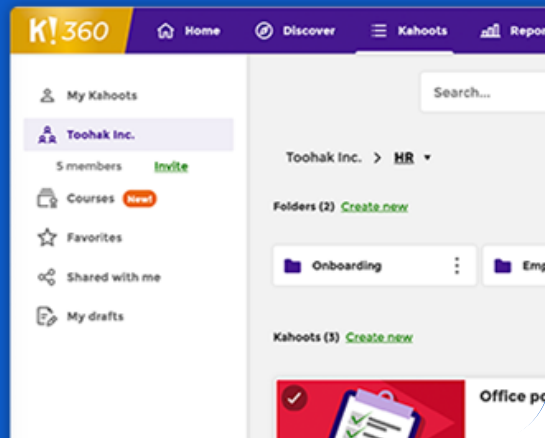 K! 360
Home
Discover
Kahoots
My Kahoots
Toohak Inc.
5 members Invite
Courses New!
Favorites
Shared with me
My drafts
Search...
Toohak Inc. > HR
Folders (2) Create new
Onboarding
Kahoots (3) Create new
Office